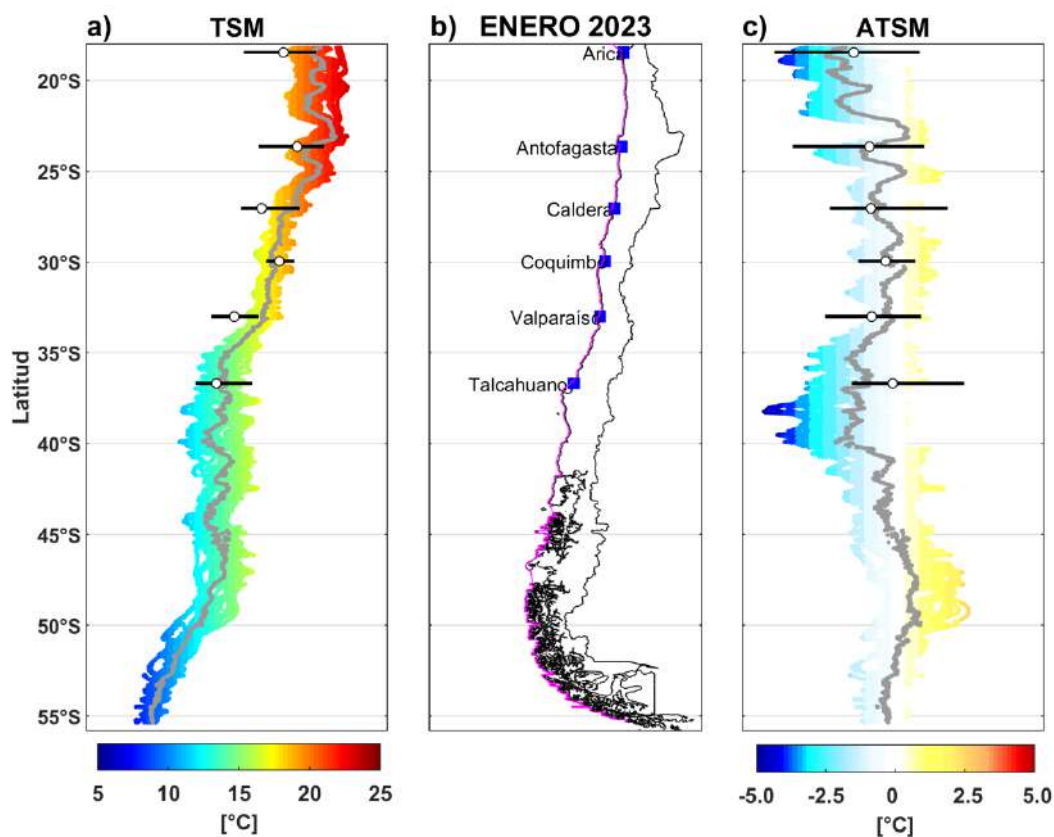 a) TSM
b) ENERO 2023
c) ATSM
Latitud
20°S
25°S
30°S
35°S
40°S
45°S
50°S
55°S
Arica
Antofagasta
Caldera
Coquimbo
Valparaíso
Talcahuano
5 10 15 20 25
[°C]
-5.0 -2.5 0 2.5 5.0
[°C]